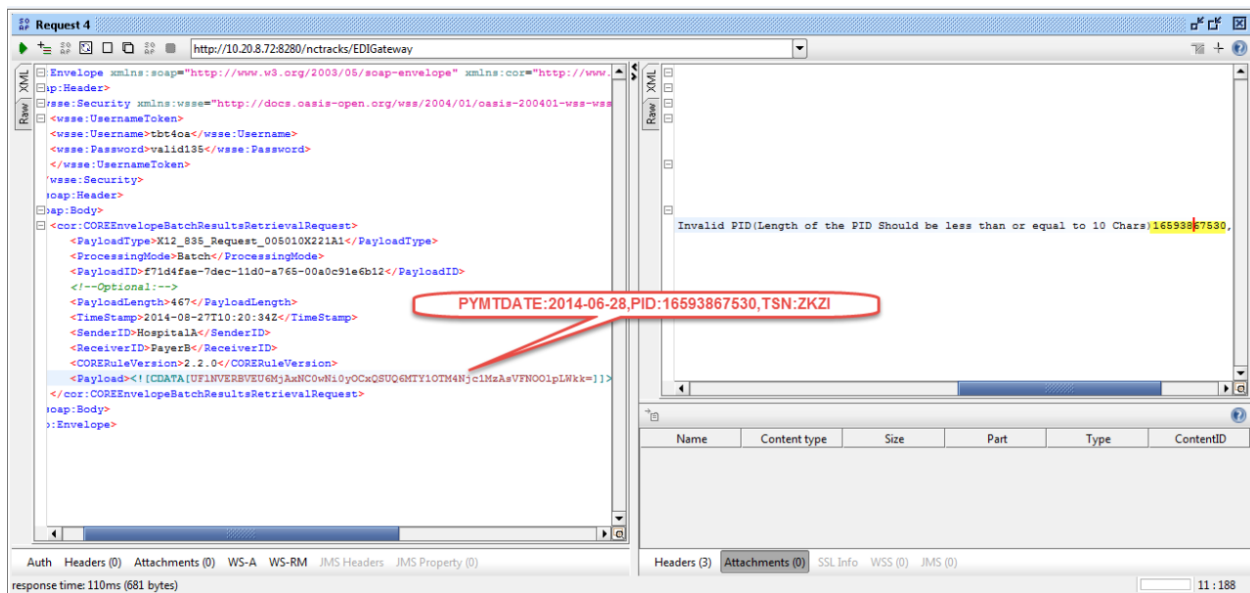 Request 4
http://10.20.8.72:8280/nctracks/EDIGateway
XML
Raw
:Envelope xmlns:soap="http://www.w3.org/2003/05/soap-envelope" xmlns:cor="http://www.
ap:Header>
wsse:Security xmlns:wsse="http://docs.oasis-open.org/wss/2004/01/oasis-200401-wss-wss
<wsse:UsernameToken>
<wsse:Username>tbt4oa</wsse:Username>
<wsse:Password>valid135</wsse:Password>
</wsse:UsernameToken>
wsse:Security>
oap:Header>
ap:Body>
<cor:COREEnvelopeBatchResultsRetrievalRequest>
<PayloadType>X12_835_Request_005010X221A1</PayloadType>
<ProcessingMode>Batch</ProcessingMode>
<PayloadID>f71d4fae-7dec-11d0-a765-00a0c91e6b12</PayloadID>
<!--Optional:-->
<PayloadLength>467</PayloadLength>
<TimeStamp>2014-08-27T10:20:34Z</TimeStamp>
<SenderID>HospitalA</SenderID>
<ReceiverID>PayerB</ReceiverID>
<CORERuleVersion>2.2.0</CORERuleVersion>
<Payload><![CDATA[UFlNVERBVEU6MjAxNC0wNi0yOCxQSUQ6MTY1OTM4Njc1MzAsVFNOOlpLWkk=]]>
</cor:COREEnvelopeBatchResultsRetrievalRequest>
oap:Body>
:Envelope>
PYMTDATE:2014-06-28,PID:16593867530,TSN:ZKZI
XML
Raw
Invalid PID(Length of the PID Should be less than or equal to 10 Chars)16593867530,
Name Content type Size Part Type ContentID
Auth Headers (0) Attachments (0) WS-A WS-RM JMS Headers JMS Property (0)
Headers (3) Attachments (0) SSL Info WSS (0) JMS (0)
response time: 110ms (681 bytes)
11 : 188